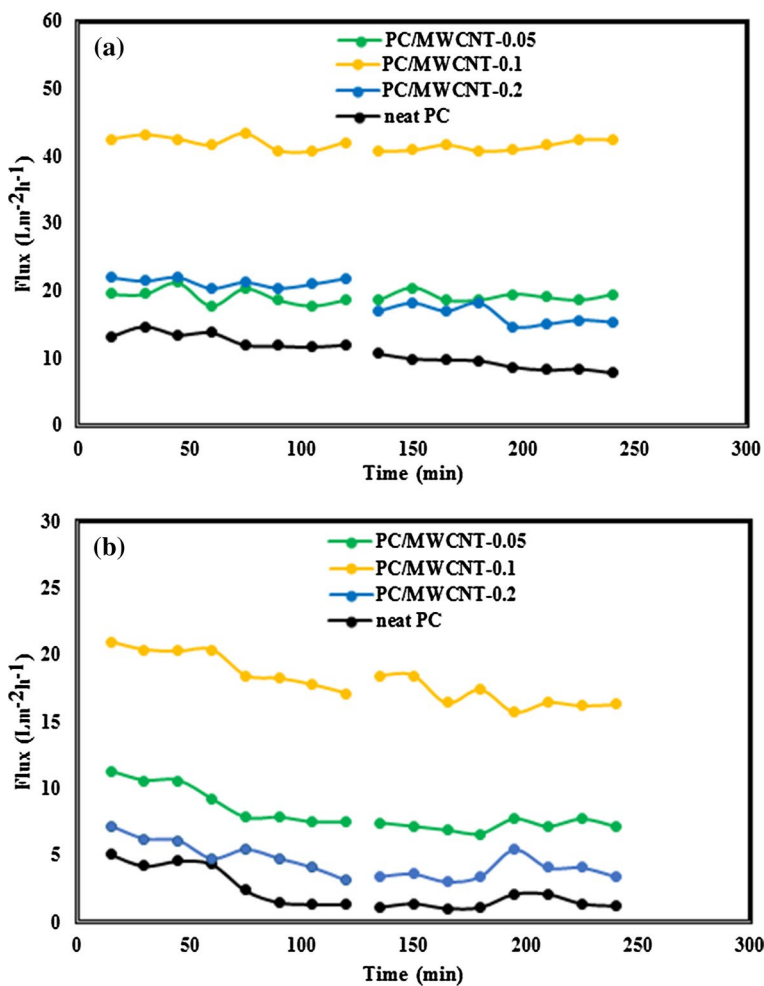 (a)
PC/MWCNT-0.05
PC/MWCNT-0.1
PC/MWCNT-0.2
neat PC
60
50
40
30
20
10
0
Flux (Lm-2h-1)
0 50 100 150 200 250 300
Time (min)
(b)
PC/MWCNT-0.05
PC/MWCNT-0.1
PC/MWCNT-0.2
neat PC
30
25
20
15
10
5
0
Flux (Lm-2h-1)
0 50 100 150 200 250 300
Time (min)